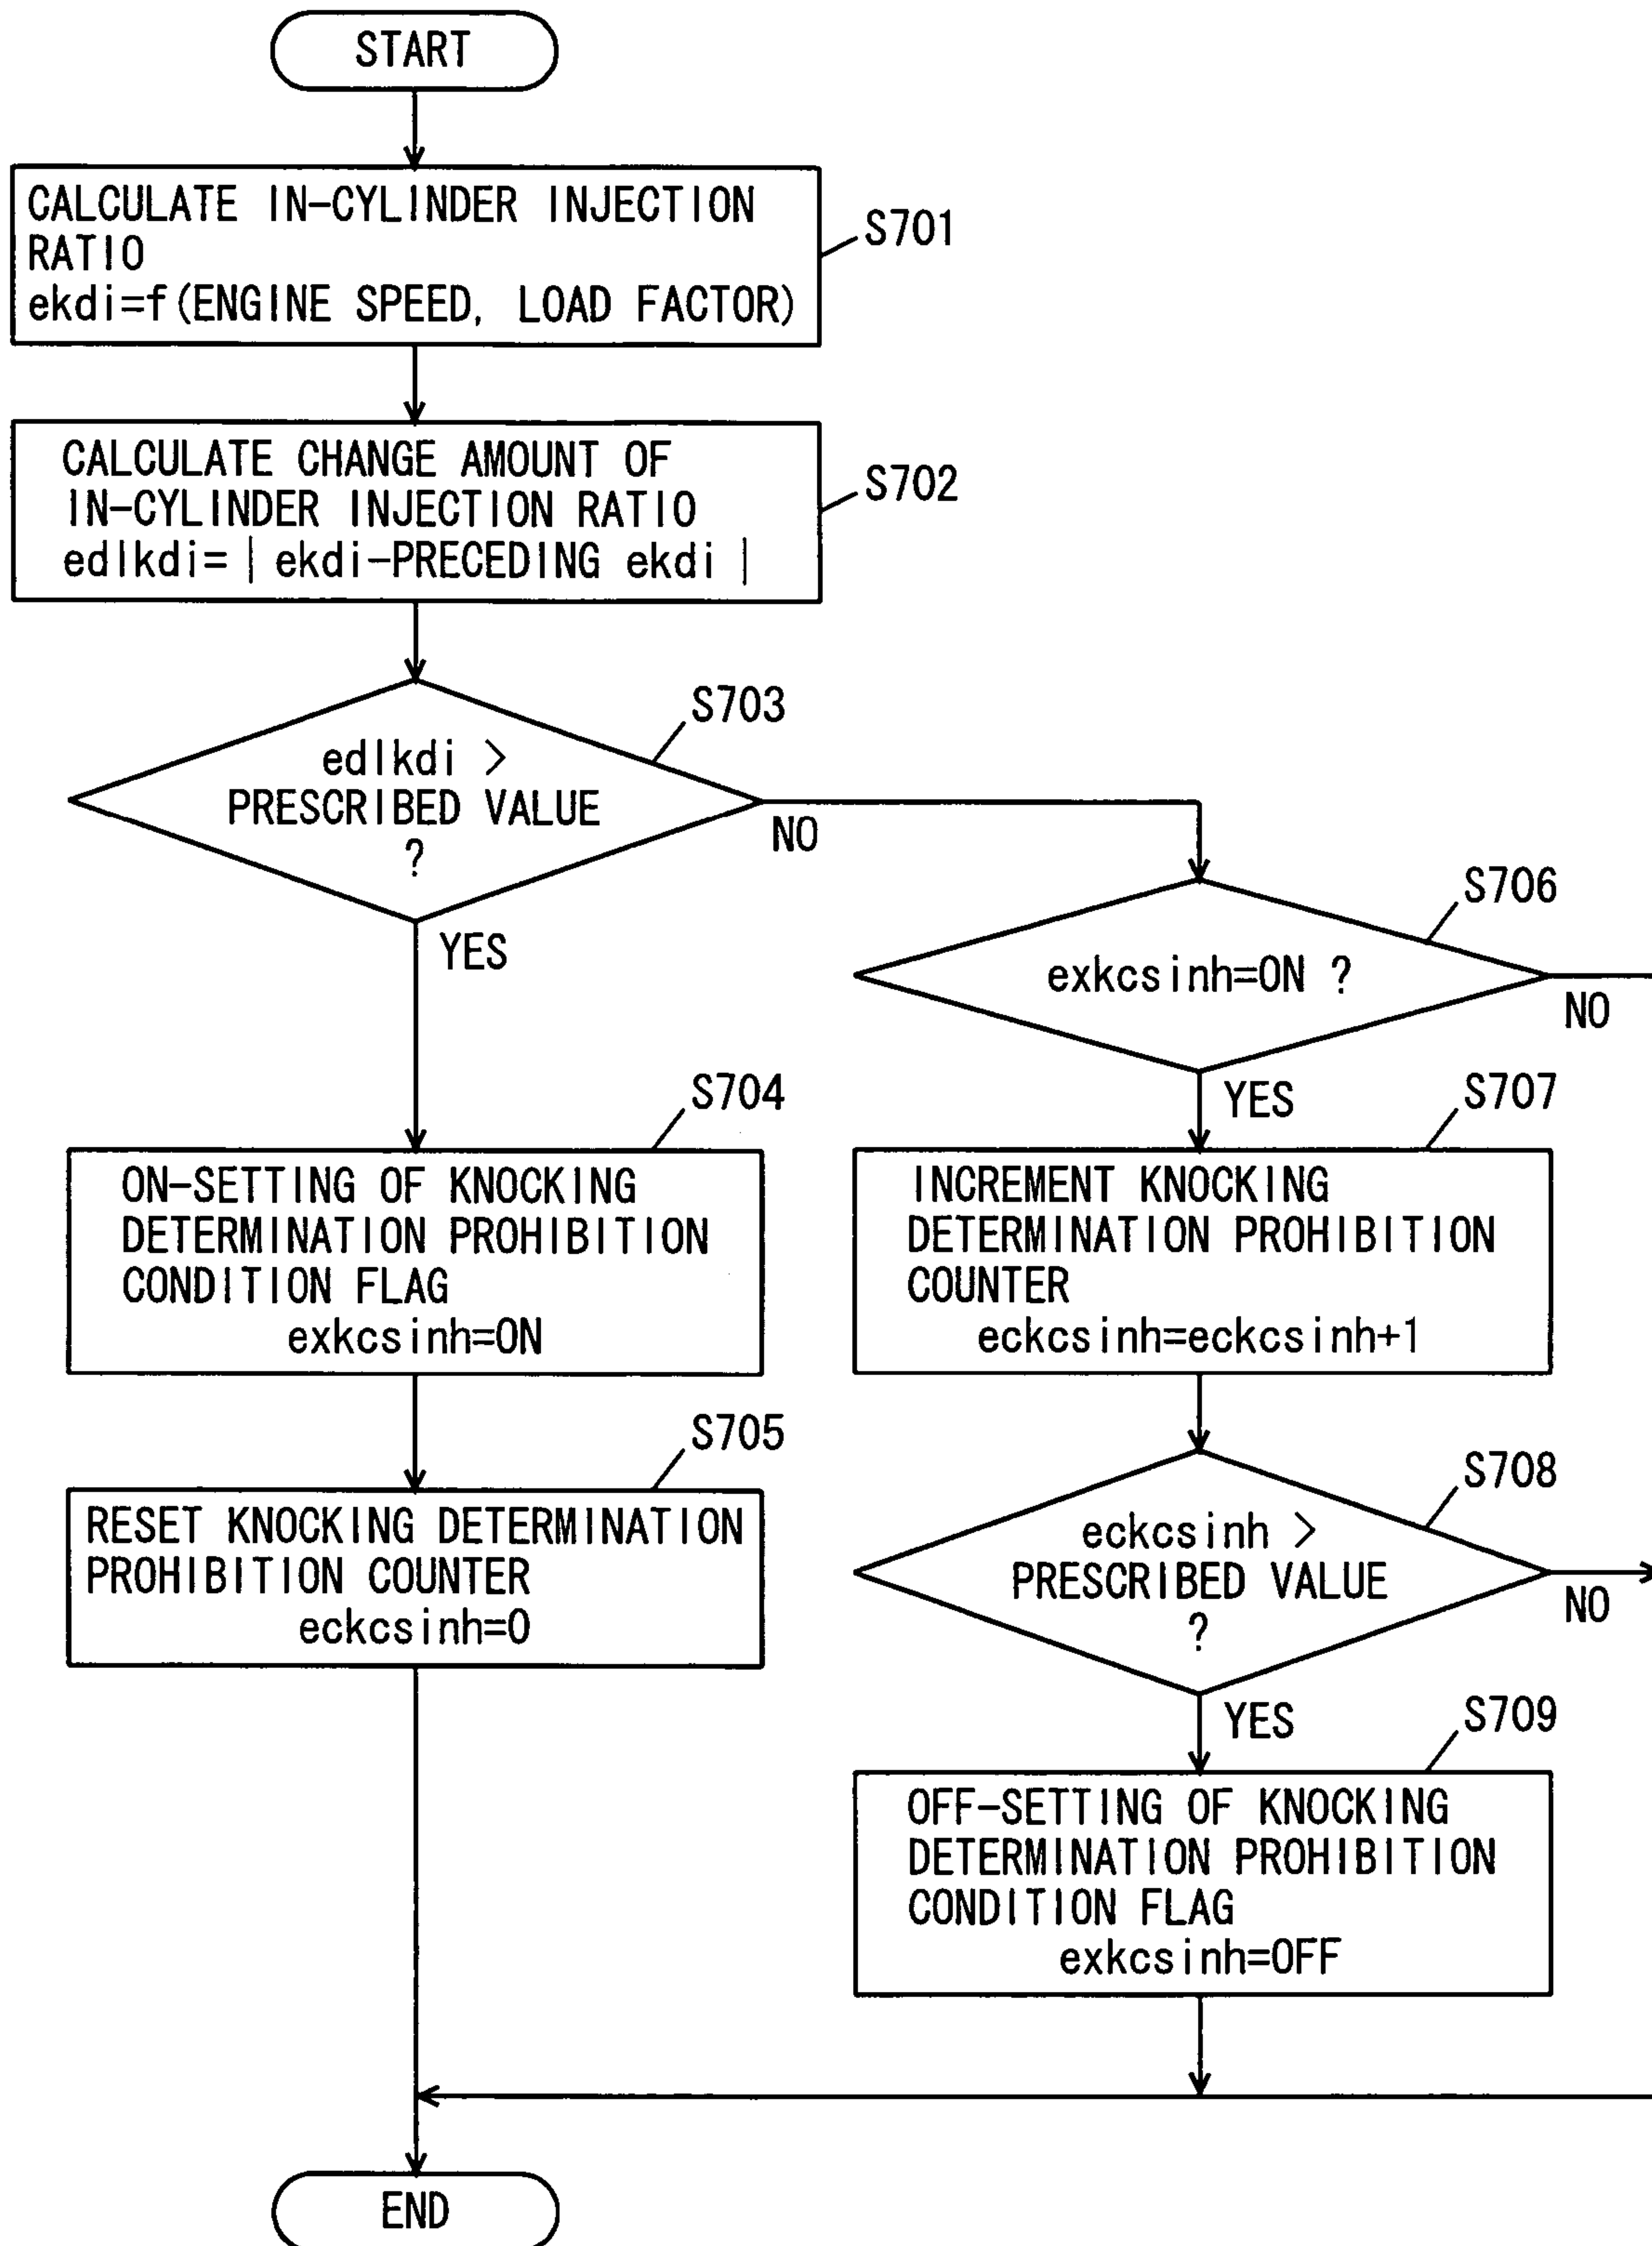 START
CALCULATE IN-CYLINDER INJECTION
RATIO
ekdi=f(ENGINE SPEED, LOAD FACTOR)
S701
CALCULATE CHANGE AMOUNT OF
IN-CYLINDER INJECTION RATIO
edlkdi=| ekdi-PRECEDING ekdi |
S702
edlkdi >
PRESCRIBED VALUE
?
S703
NO
YES
S704
ON-SETTING OF KNOCKING
DETERMINATION PROHIBITION
CONDITION FLAG
exkcsinh=ON
S705
RESET KNOCKING DETERMINATION
PROHIBITION COUNTER
eckcsinh=0
S706
exkcsinh=ON ?
NO
YES
S707
INCREMENT KNOCKING
DETERMINATION PROHIBITION
COUNTER
eckcsinh=eckcsinh+1
S708
eckcsinh >
PRESCRIBED VALUE
?
NO
YES
S709
OFF-SETTING OF KNOCKING
DETERMINATION PROHIBITION
CONDITION FLAG
exkcsinh=OFF
END